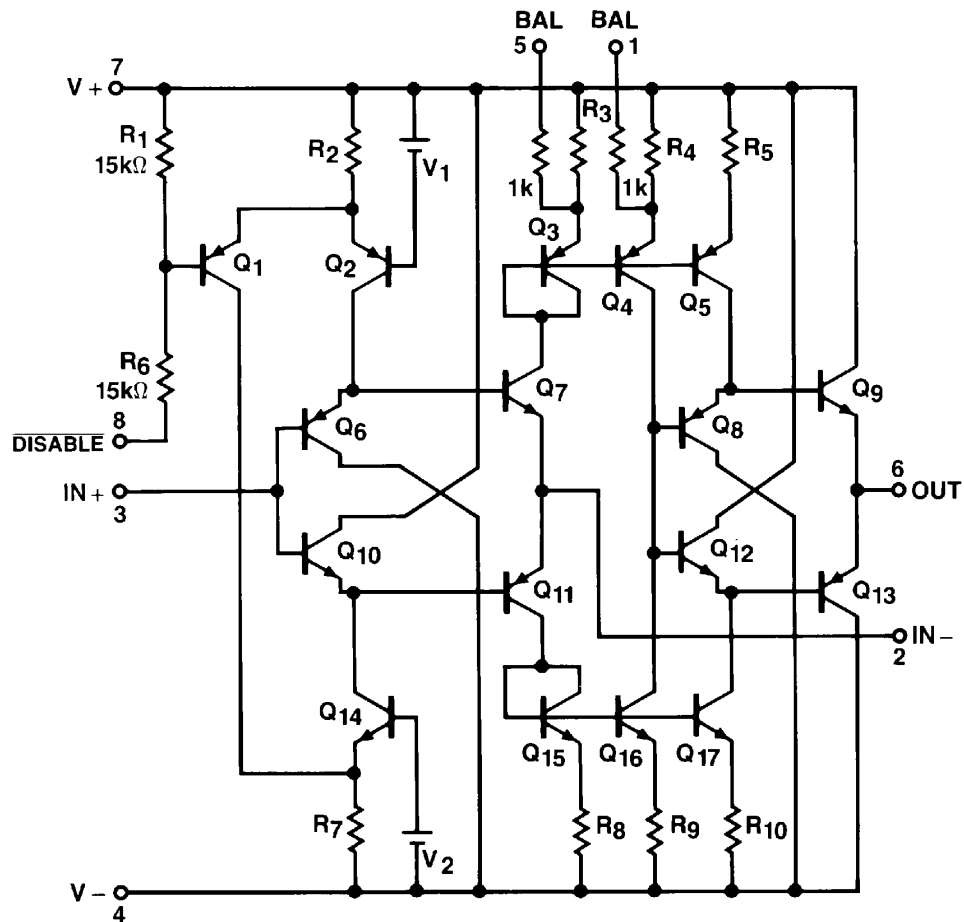 BAL BAL
5 1
7
V+
R1
15kΩ
R2
V1
R3
1k
1k
R4
R5
Q1
Q2
Q3
Q4
Q5
R6
15kΩ
8
DISABLE
Q6
Q7
Q8
Q9
IN+
3
6
OUT
Q10
Q11
Q12
Q13
IN−
2
Q14
Q15
Q16
Q17
R7
V2
R8
R9
R10
V−
4